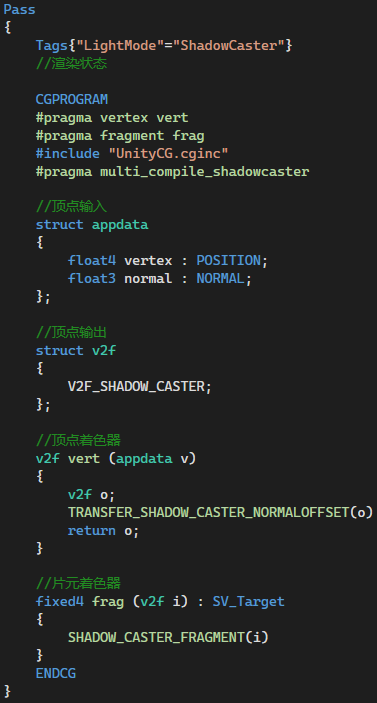 Pass
{
Tags{"LightMode"="ShadowCaster"}
//渲染状态
CGPROGRAM
#pragma vertex vert
#pragma fragment frag
#include "UnityCG.cginc"
#pragma multi_compile_shadowcaster
//顶点输入
struct appdata
{
float4 vertex : POSITION;
float3 normal : NORMAL;
};
//顶点输出
struct v2f
{
V2F_SHADOW_CASTER;
};
//顶点着色器
v2f vert (appdata v)
{
v2f o;
TRANSFER_SHADOW_CASTER_NORMALOFFSET(o)
return o;
}
//片元着色器
fixed4 frag (v2f i) : SV_Target
{
SHADOW_CASTER_FRAGMENT(i)
}
ENDCG
}